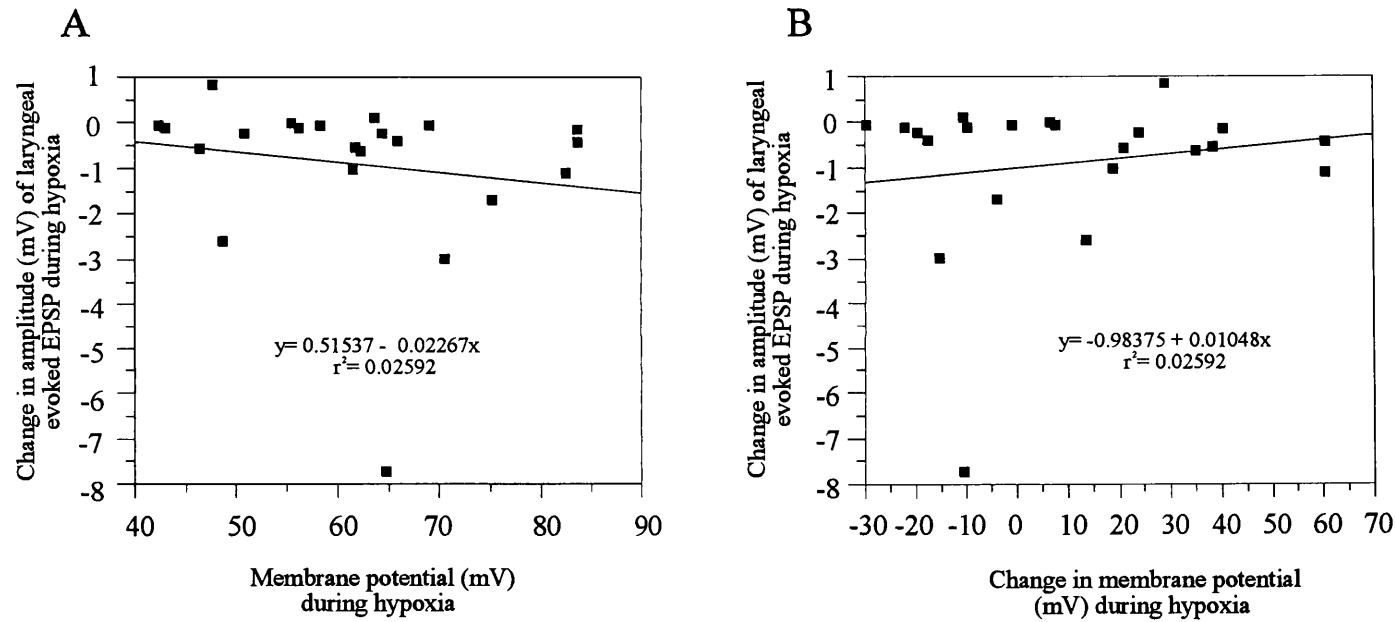 A
Change in amplitude (mV) of laryngeal
evoked EPSP during hypoxia
1
0
-1
-2
-3
-4
-5
-6
-7
-8
y= 0.51537 - 0.02267x
r²= 0.02592
40 50 60 70 80 90
Membrane potential (mV)
during hypoxia
B
Change in amplitude (mV) of laryngeal
evoked EPSP during hypoxia
1
0
-1
-2
-3
-4
-5
-6
-7
-8
y= -0.98375 + 0.01048x
r²= 0.02592
-30 -20 -10 0 10 20 30 40 50 60 70
Change in membrane potential
(mV) during hypoxia